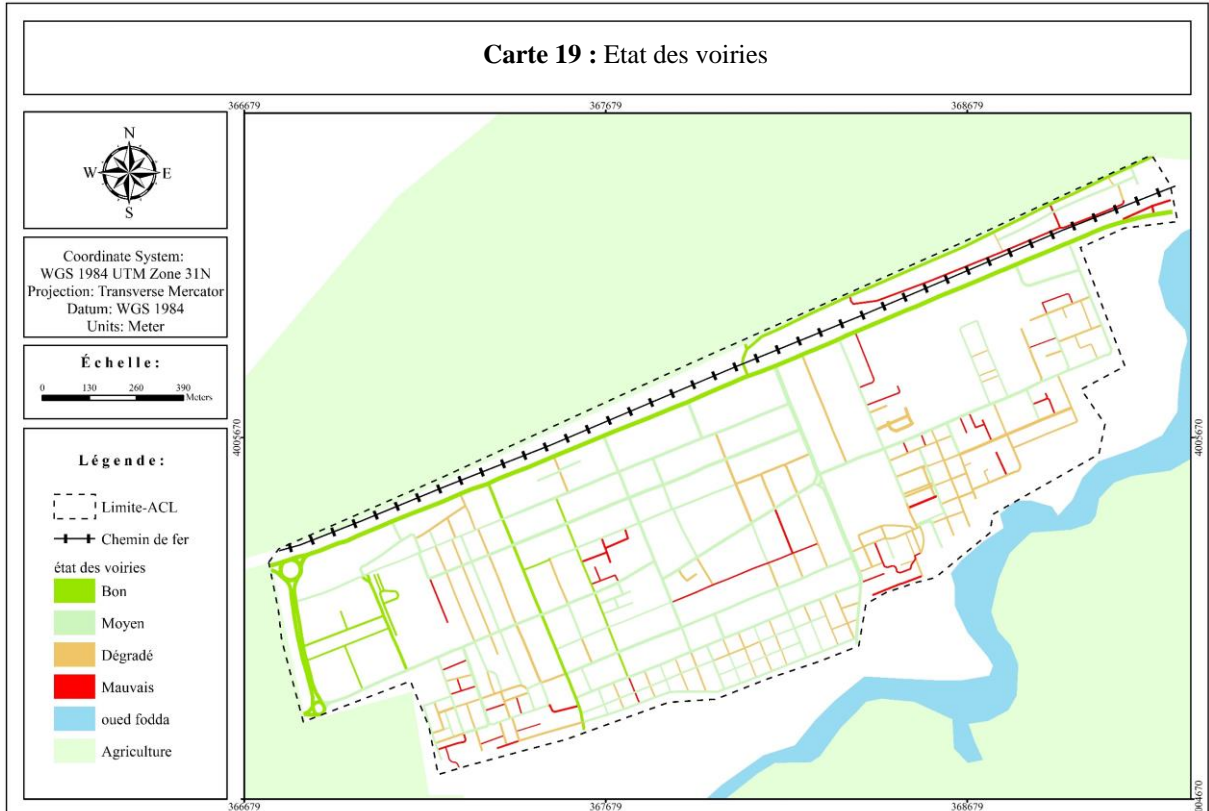 Carte 19 : Etat des voiries
366679 367679 368679
N
W E
S
Coordinate System:
WGS 1984 UTM Zone 31N
Projection: Transverse Mercator
Datum: WGS 1984
Units: Meter
Échelle:
0 130 260 390
Meters
4005670 4005670
Légende:
Limite-ACL
Chemin de fer
état des voiries
Bon
Moyen
Dégradé
Mauvais
oued fodda
Agriculture
366679 367679 368679